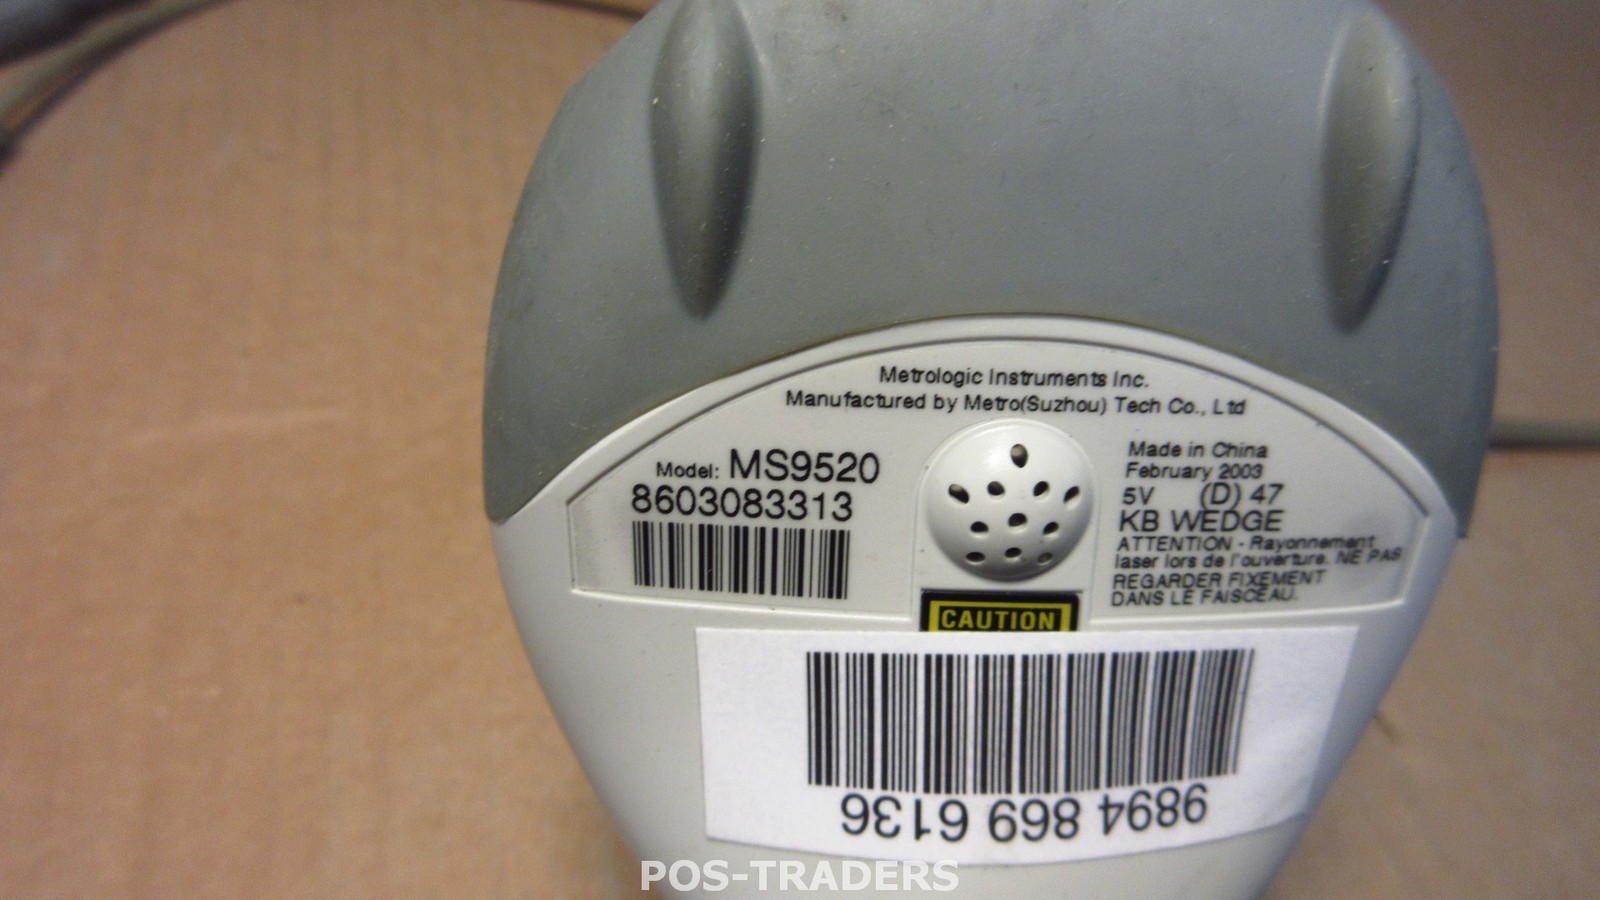 Metrologic Instruments Inc.
Manufactured by Metro(Suzhou) Tech Co., Ltd
Model: MS9520
8603083313
Made in China
February 2003
5V (D) 47
KB WEDGE
ATTENTION - Rayonnement
laser lors de l'ouverture. NE PAS
REGARDER FIXEMENT
DANS LE FAISCEAU.
CAUTION
9894 869 6136
POS-TRADERS